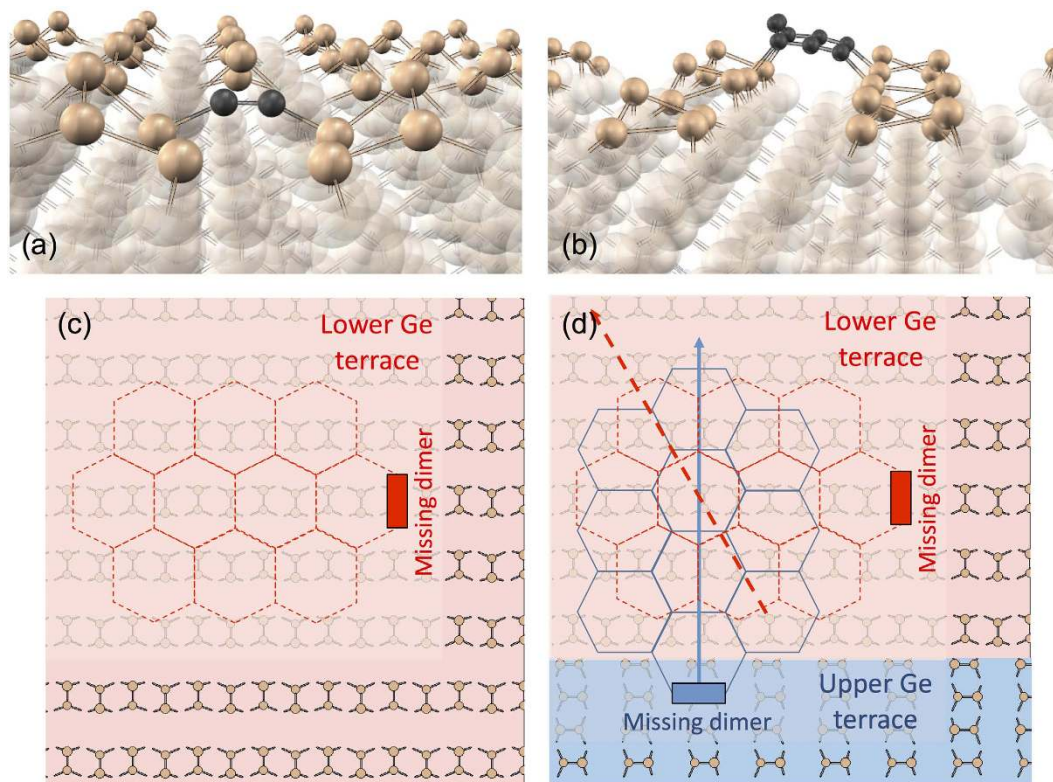 (a)
(b)
(c)
Lower Ge
terrace
Missing dimer
(d)
Lower Ge
terrace
Missing dimer
Upper Ge
terrace
Missing dimer